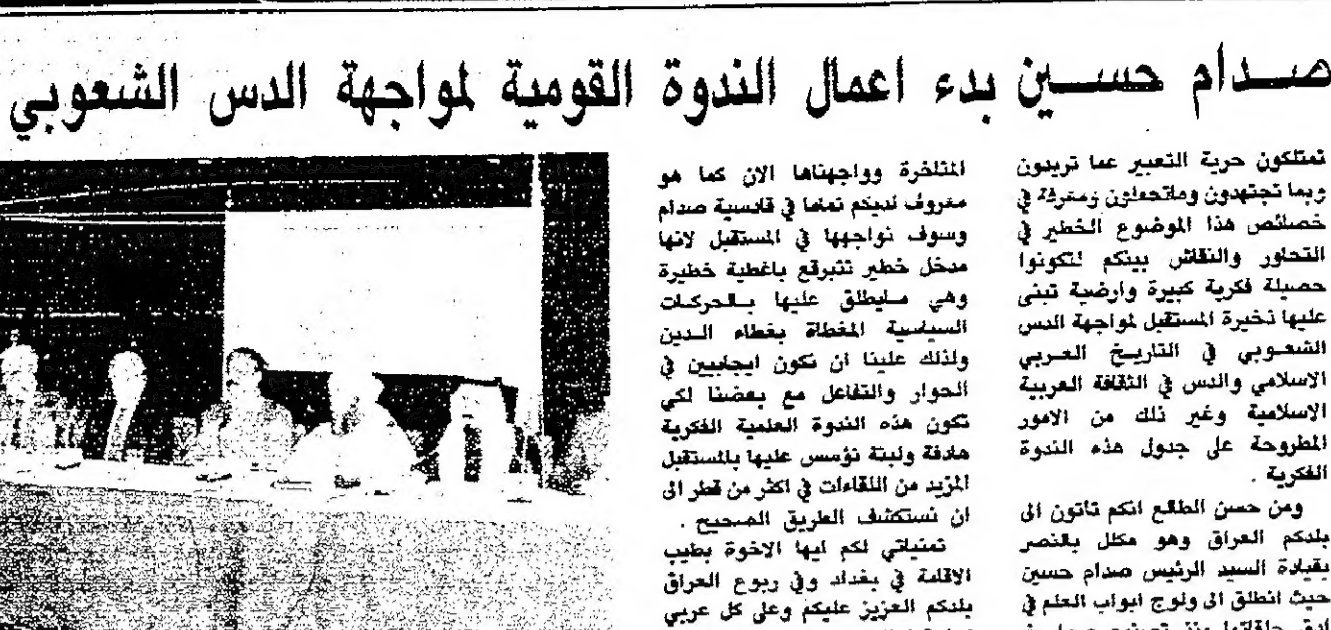 صدام حسين بدء اعمال الندوة القومية لمواجهة الدس الشعوبي
تمتلكون حرية التعبير عما تريدون
وبما تجتهدون وماتحملون ومعرفة في
خصائص هذا الموضوع الخطير في
التحاور والنقاش بينكم لتكونوا
حصيلة فكرية كبيرة وارضية تبنى
عليها ذخيرة المستقبل لمواجهة الدس
الشعوبي في التاريخ العربي
الاسلامي والدس في الثقافة العربية
الاسلامية وغير ذلك من الامور
المطروحة على جدول هذه الندوة
الفكرية .
ومن حسن الطالع انكم تاتون الى
بلدكم العراق وهو مكلل بالنصر
بقيادة السيد الرئيس صدام حسين
حيث انطلق الى ولوج ابواب العلم في
المتاخرة وواجهناها الان كما هو
معروف لديكم تماما في قادسية صدام
وسوف نواجهها في المستقبل لانها
مدخل خطير تتبرقع باغطية خطيرة
وهي مايطلق عليها بالحركات
السياسية المغطاة بغطاء الدين
ولذلك علينا ان نكون ايجابيين في
الحوار والتفاعل مع بعضنا لكي
تكون هذه الندوة العلمية الفكرية
هادفة ولبنة نؤسس عليها بالمستقبل
المزيد من اللقاءات في اكثر من قطر الى
ان نستكشف الطريق الصحيح .
تمنياتي لكم ايها الاخوة بطيب
الاقامة في بغداد وفي ربوع العراق
بلدكم العزيز عليكم وعلى كل عربي